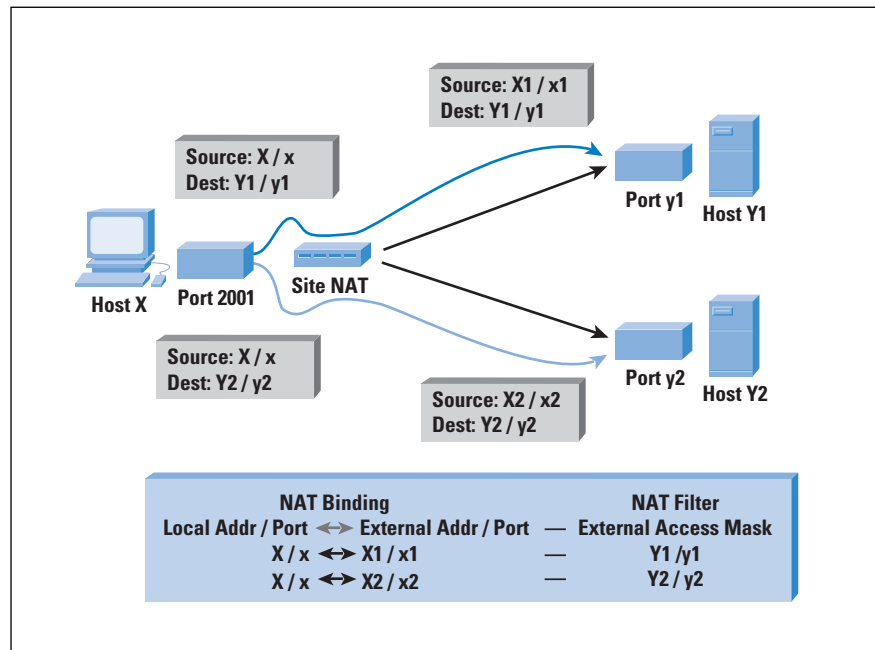 Source: X1 / x1
Dest: Y1 / y1
Source: X / x
Dest: Y1 / y1
Port y1
Host Y1
Host X
Port 2001
Site NAT
Source: X / x
Dest: Y2 / y2
Source: X2 / x2
Dest: Y2 / y2
Port y2
Host Y2
NAT Binding NAT Filter
Local Addr / Port ↔ External Addr / Port — External Access Mask
X / x ↔ X1 / x1 — Y1 /y1
X / x ↔ X2 / x2 — Y2 / y2